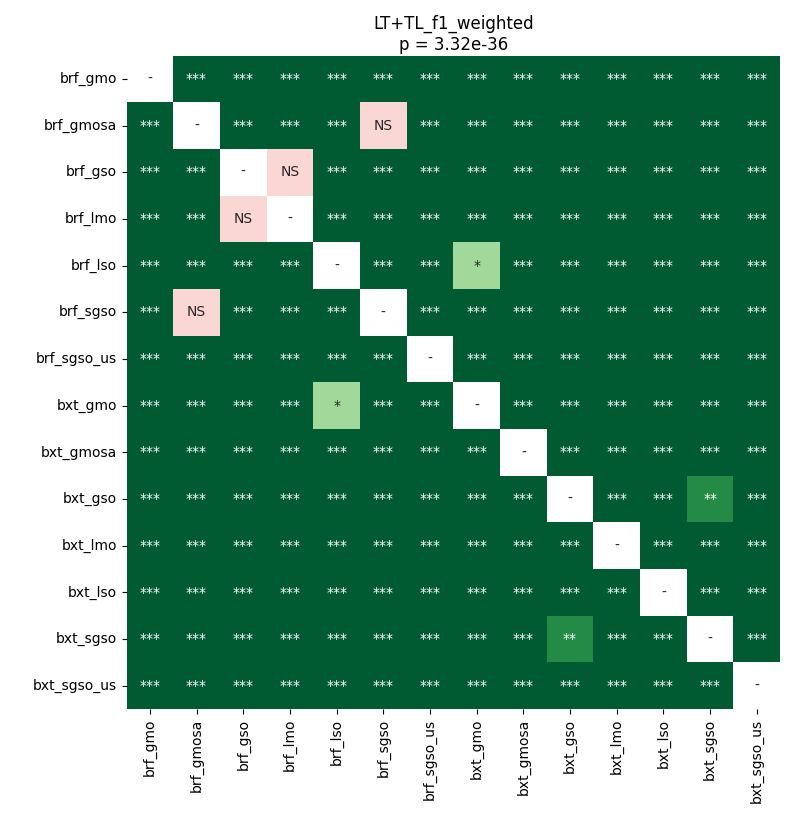 LT+TL_f1_weighted
p = 3.32e-36
brf_gmo - *** *** *** *** *** *** *** *** *** *** *** *** ***
brf_gmosa *** - *** *** *** NS *** *** *** *** *** *** *** ***
brf_gso *** *** - NS *** *** *** *** *** *** *** *** *** ***
brf_lmo *** *** NS - *** *** *** *** *** *** *** *** *** ***
brf_lso *** *** *** *** - *** *** * *** *** *** *** *** ***
brf_sgso *** NS *** *** *** - *** *** *** *** *** *** *** ***
brf_sgso_us *** *** *** *** *** *** - *** *** *** *** *** *** ***
bxt_gmo *** *** *** *** * *** *** - *** *** *** *** *** ***
bxt_gmosa *** *** *** *** *** *** *** *** - *** *** *** *** ***
bxt_gso *** *** *** *** *** *** *** *** *** - *** *** ** ***
bxt_lmo *** *** *** *** *** *** *** *** *** *** - *** *** ***
bxt_lso *** *** *** *** *** *** *** *** *** *** *** - *** ***
bxt_sgso *** *** *** *** *** *** *** *** *** ** *** *** - ***
bxt_sgso_us *** *** *** *** *** *** *** *** *** *** *** *** *** -
brf_gmo
brf_gmosa
brf_gso
brf_lmo
brf_lso
brf_sgso
brf_sgso_us
bxt_gmo
bxt_gmosa
bxt_gso
bxt_lmo
bxt_lso
bxt_sgso
bxt_sgso_us